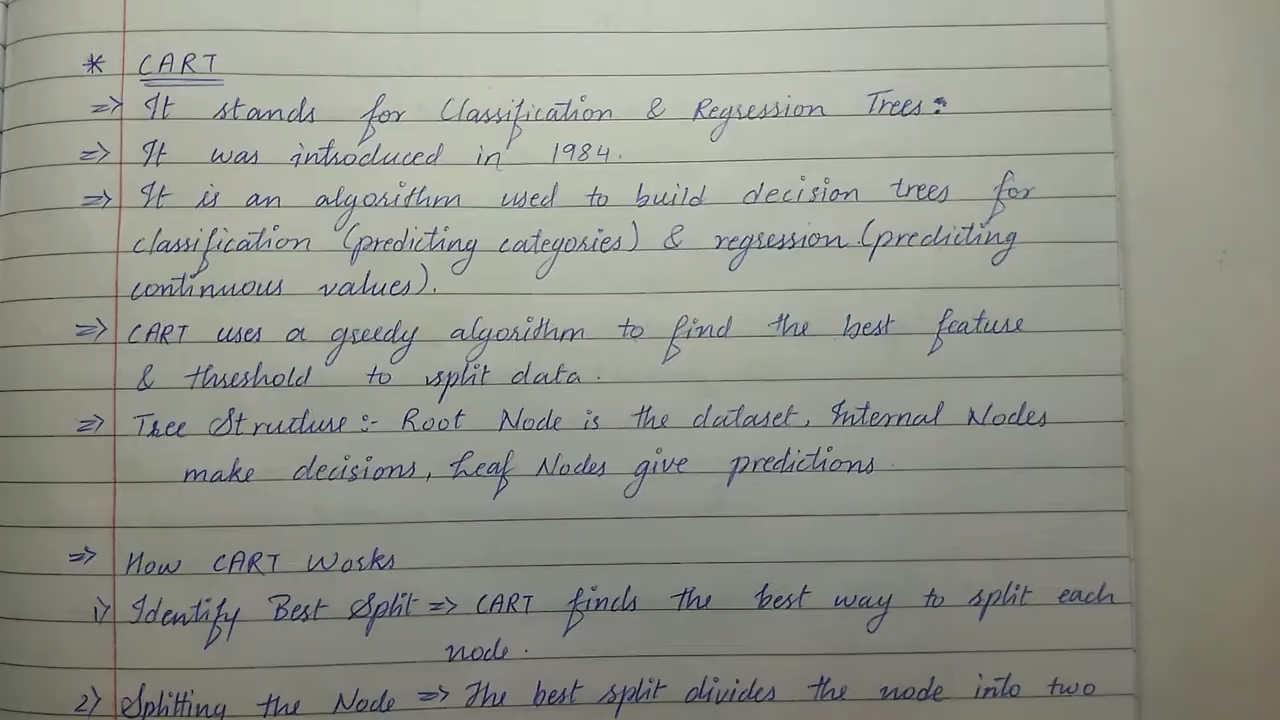 * CART
=> It stands for Classification & Regression Trees:
=> It was introduced in 1984.
=> It is an algorithm used to build decision trees for
classification (predicting categories) & regression (predicting
continuous values).
=> CART uses a greedy algorithm to find the best feature
& threshold to split data.
=> Tree Structure :- Root Node is the dataset, Internal Nodes
make decisions, Leaf Nodes give predictions.
=> How CART Works
1) Identify Best Split => CART finds the best way to split each
node.
2) Splitting the Node => The best split divides the node into two